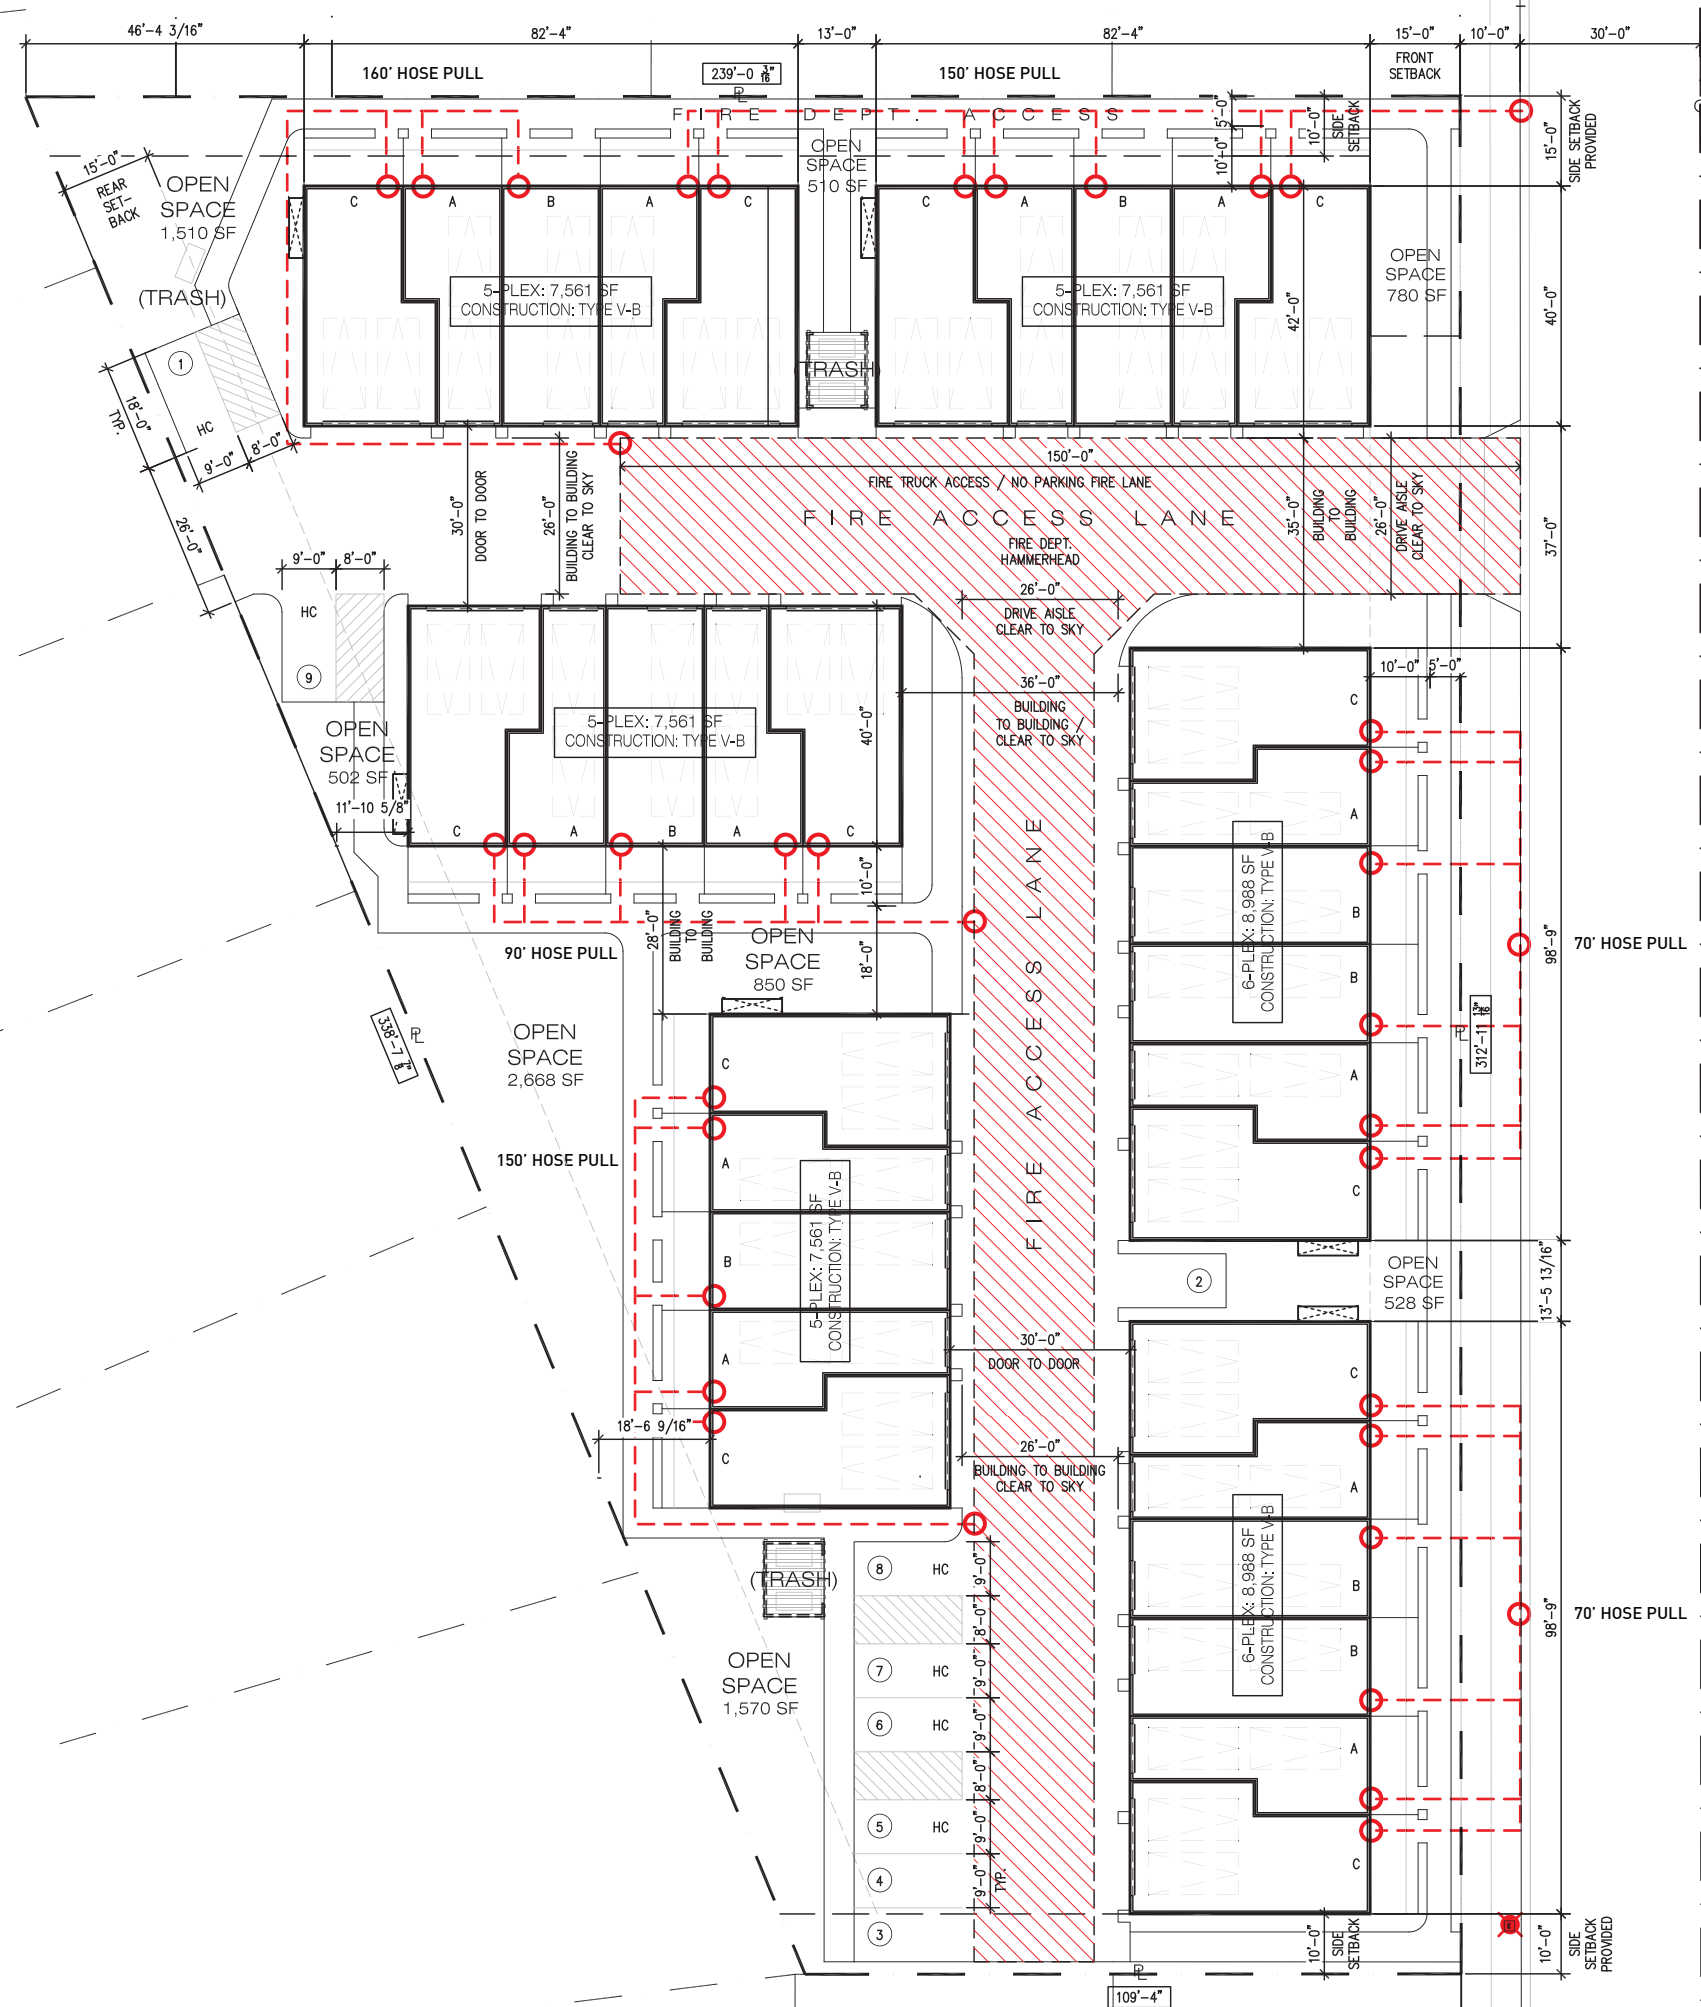 46'-4 3/16"
82'-4"
13'-0"
82'-4"
15'-0"
10'-0"
30'-0"
FRONT
SETBACK
160' HOSE PULL
239'-0 3/16"
PL
150' HOSE PULL
FIRE DEPT. ACCESS
5'-0"
10'-0"
10'-0"
SIDE
SETBACK
15'-0"
SIDE SETBACK
PROVIDED
15'-0"
REAR
SET-
BACK
OPEN
SPACE
1,510 SF
(TRASH)
OPEN
SPACE
510 SF
C
A
B
A
C
C
A
B
A
C
5-PLEX: 7,561 SF
CONSTRUCTION: TYPE V-B
5-PLEX: 7,561 SF
CONSTRUCTION: TYPE V-B
42'-0"
OPEN
SPACE
780 SF
40'-0"
(TRASH)
1
HC
18'-0"
TYP.
9'-0"
8'-0"
26'-0"
30'-0"
DOOR TO DOOR
26'-0"
BUILDING TO BUILDING
CLEAR TO SKY
150'-0"
FIRE TRUCK ACCESS / NO PARKING FIRE LANE
FIRE ACCESS LANE
FIRE DEPT.
HAMMERHEAD
35'-0"
BUILDING
TO
BUILDING
26'-0"
DRIVE AISLE
CLEAR TO SKY
37'-0"
9'-0"
8'-0"
HC
9
26'-0"
DRIVE AISLE
CLEAR TO SKY
36'-0"
BUILDING
TO BUILDING /
CLEAR TO SKY
10'-0"
5'-0"
OPEN
SPACE
502 SF
11'-10 5/8"
5-PLEX: 7,561 SF
CONSTRUCTION: TYPE V-B
40'-0"
C
A
B
A
C
10'-0"
18'-0"
28'-0"
BUILDING
TO
BUILDING
90' HOSE PULL
OPEN
SPACE
850 SF
FIRE ACCESS LANE
C
A
B
B
A
C
6-PLEX: 8,988 SF
CONSTRUCTION: TYPE V-B
98'-9"
70' HOSE PULL
PL
312'-11 13/16"
338'-7 7/8"
PL
OPEN
SPACE
2,668 SF
150' HOSE PULL
C
A
B
A
C
5-PLEX: 7,561 SF
CONSTRUCTION: TYPE V-B
18'-6 9/16"
2
OPEN
SPACE
528 SF
13'-5 13/16"
30'-0"
DOOR TO DOOR
26'-0"
BUILDING TO BUILDING
CLEAR TO SKY
C
A
B
B
A
C
6-PLEX: 8,988 SF
CONSTRUCTION: TYPE V-B
98'-9"
70' HOSE PULL
(TRASH)
OPEN
SPACE
1,570 SF
8
HC
9'-0"
8'-0"
7
HC
9'-0"
6
HC
9'-0"
8'-0"
5
HC
9'-0"
4
9'-0"
TYP.
3
10'-0"
SIDE
SETBACK
10'-0"
SIDE
SETBACK
PROVIDED
PL
109'-4"